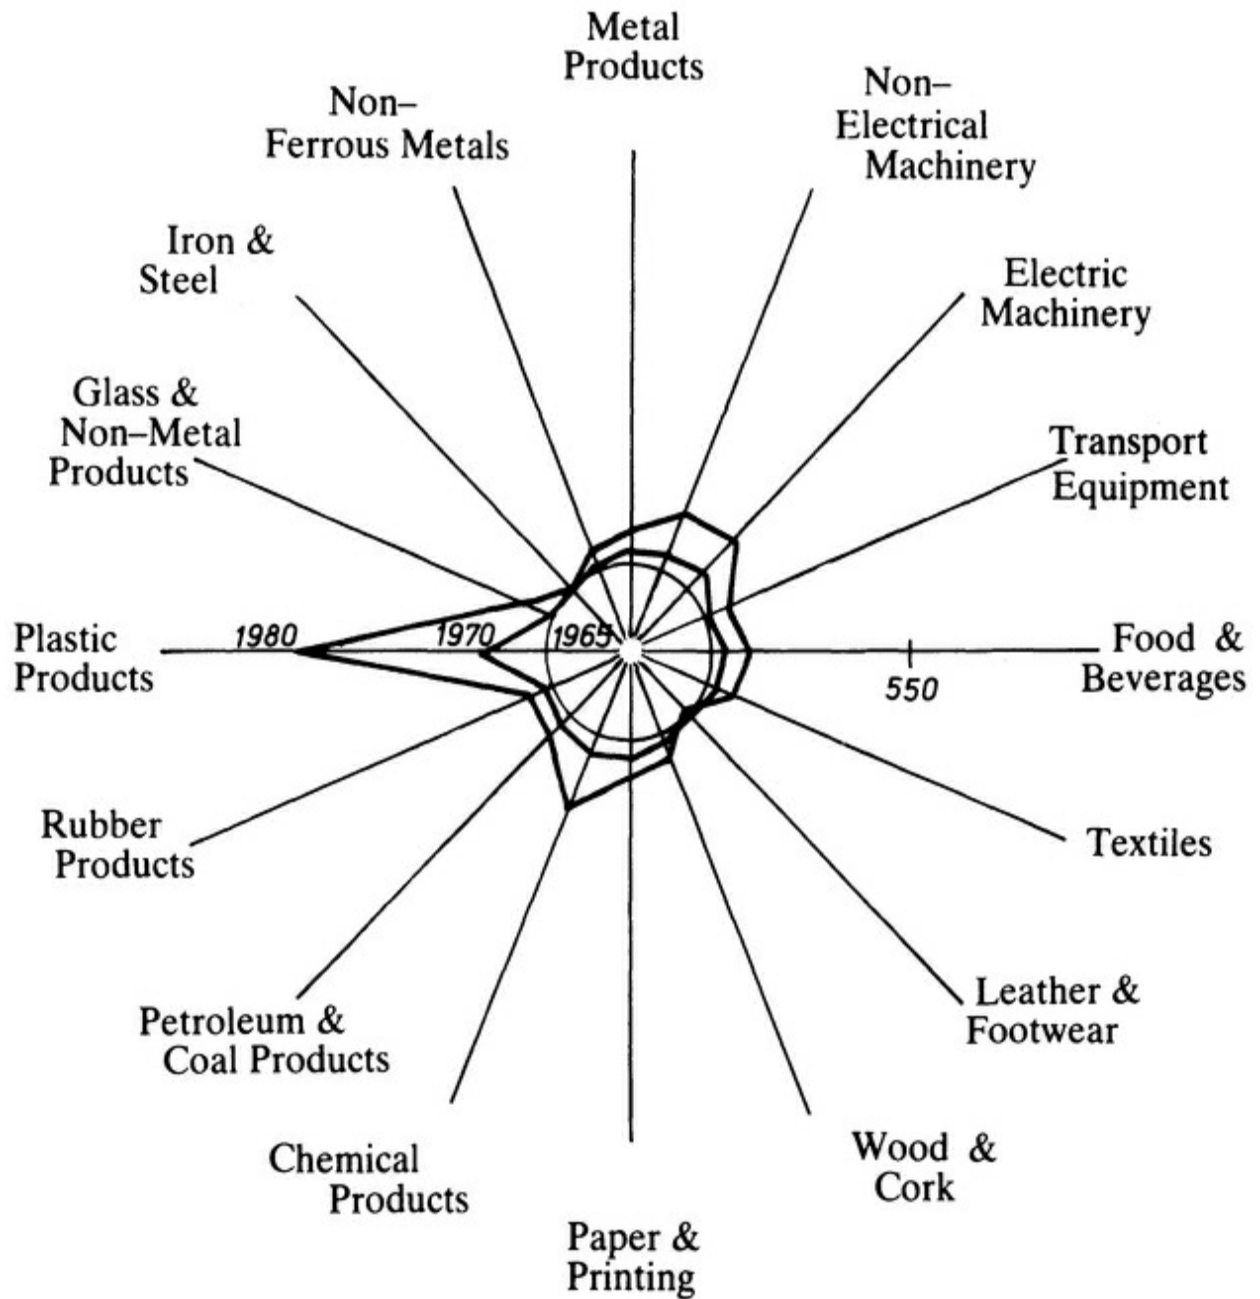 Metal
Products
Non–
Electrical
Machinery
Non–
Ferrous Metals
Iron &
Steel
Electric
Machinery
Glass &
Non–Metal
Products
Transport
Equipment
Plastic
Products
1980
1970
1965
Food &
Beverages
550
Rubber
Products
Textiles
Petroleum &
Coal Products
Leather &
Footwear
Chemical
Products
Wood &
Cork
Paper &
Printing